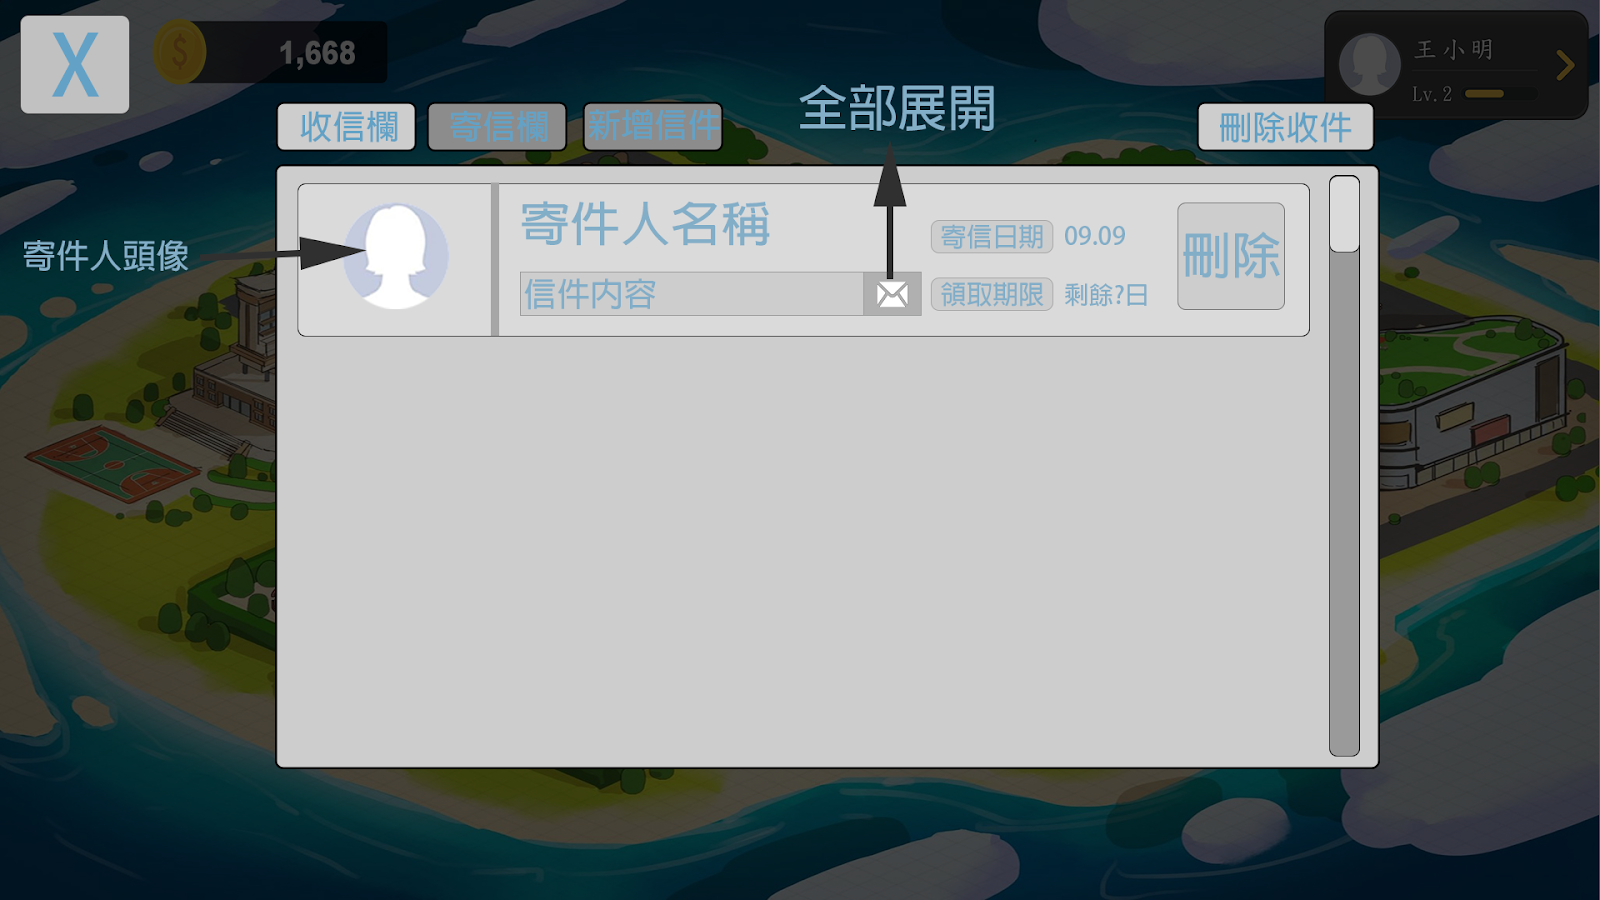 X
$
1,668
王小明
Lv.2
全部展開
收信欄
寄信欄
新增信件
刪除收件
寄件人頭像
寄件人名稱
寄信日期 09.09
刪除
信件內容
領取期限 剩餘?日